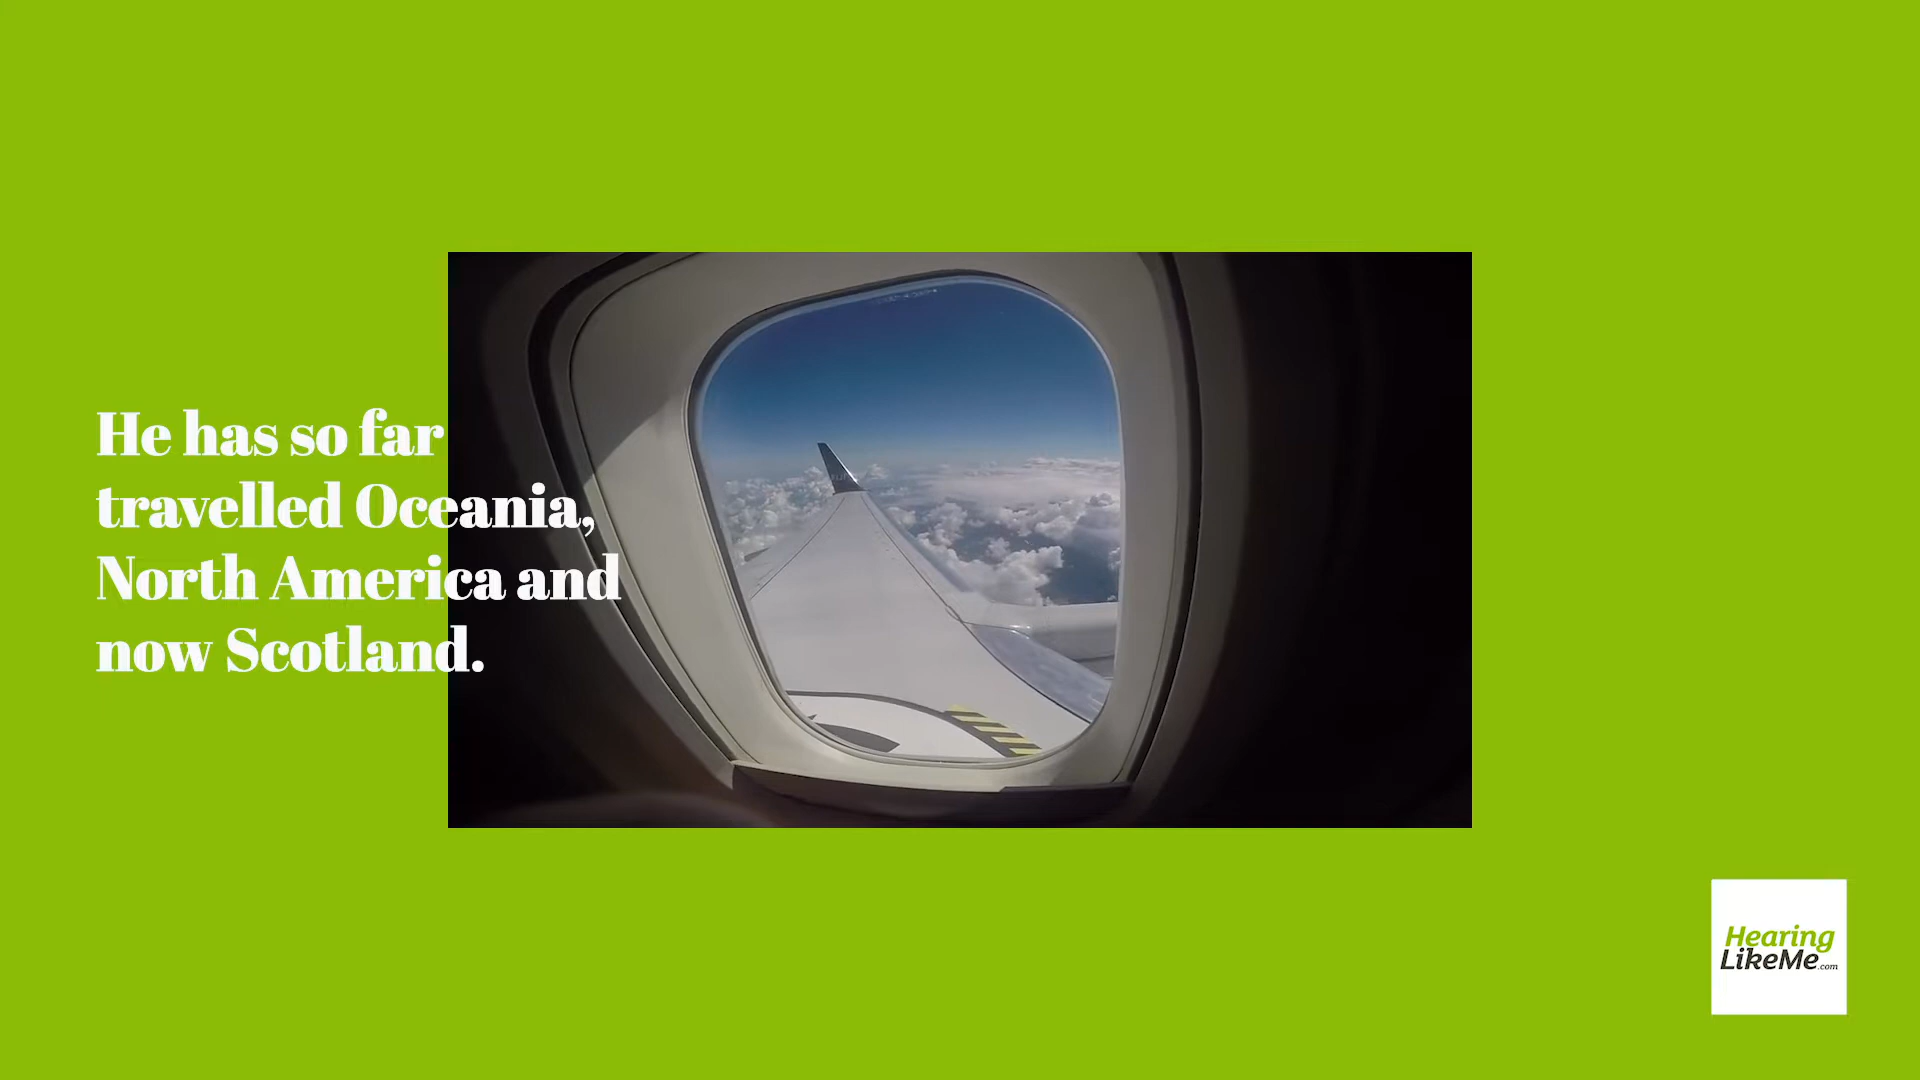 He has so far
travelled Oceania,
North America and
now Scotland.
Hearing
LikeMe.com